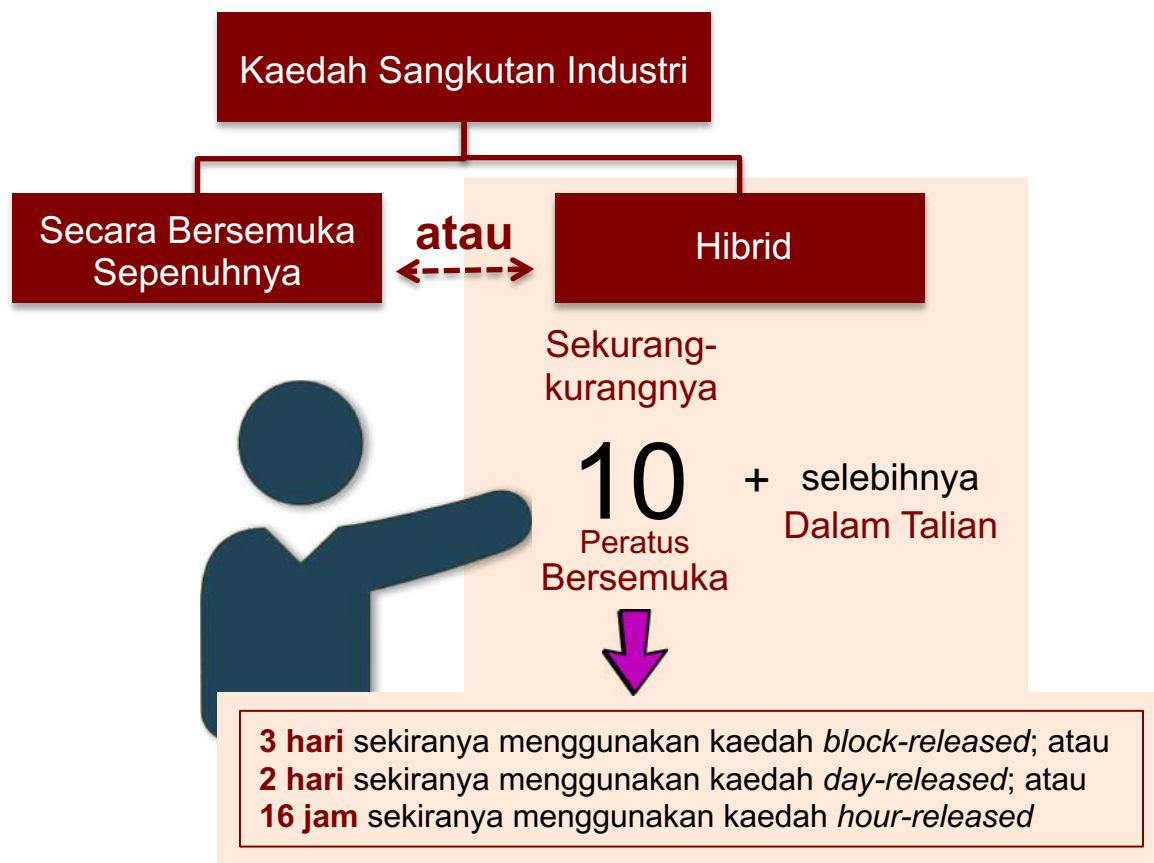 Kaedah Sangkutan Industri
Secara Bersemuka
Sepenuhnya
atau
Hibrid
Sekurang-
kurangnya
10
Peratus
Bersemuka
+ selebihnya
Dalam Talian
3 hari sekiranya menggunakan kaedah block-released; atau
2 hari sekiranya menggunakan kaedah day-released; atau
16 jam sekiranya menggunakan kaedah hour-released